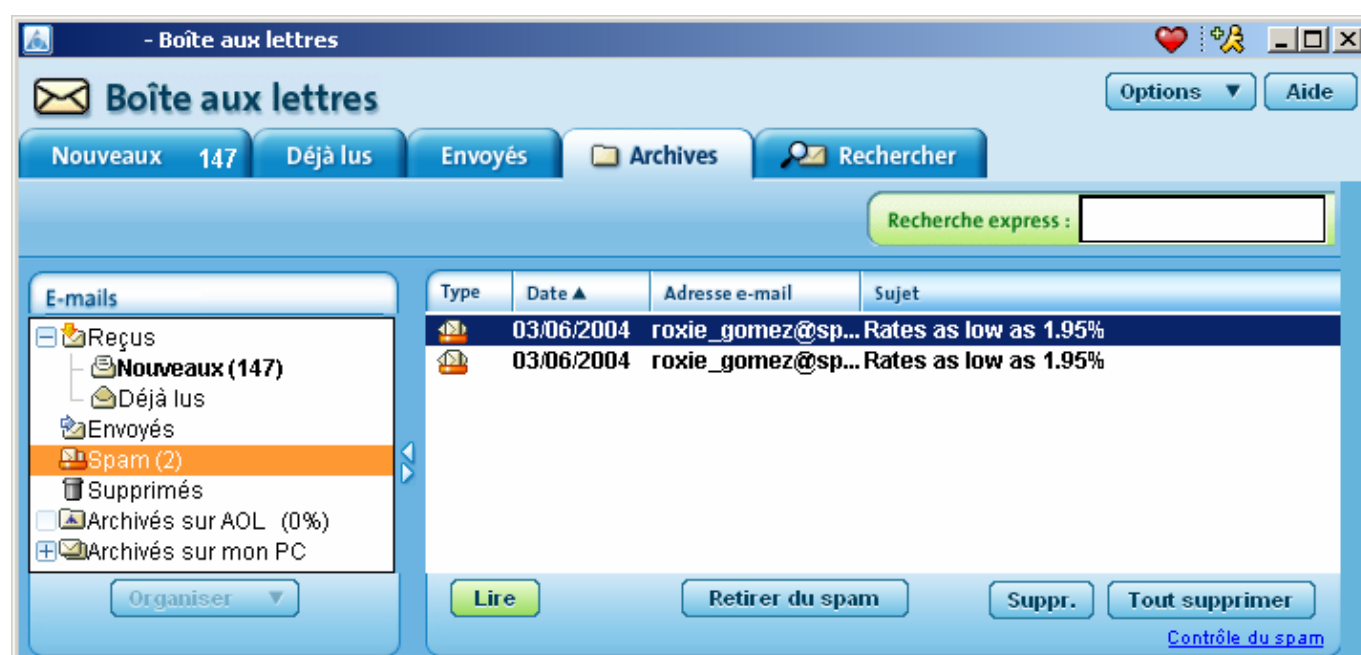 - Boîte aux lettres
Boîte aux lettres
Options ▼ Aide
Nouveaux 147 Déjà lus Envoyés Archives Rechercher
Recherche express :
E-mails
Reçus
Nouveaux (147)
Déjà lus
Envoyés
Spam (2)
Supprimés
Archivés sur AOL (0%)
Archivés sur mon PC
Organiser ▼
Type Date ▲ Adresse e-mail Sujet
03/06/2004 roxie_gomez@sp... Rates as low as 1.95%
03/06/2004 roxie_gomez@sp... Rates as low as 1.95%
Lire Retirer du spam Suppr. Tout supprimer
Contrôle du spam